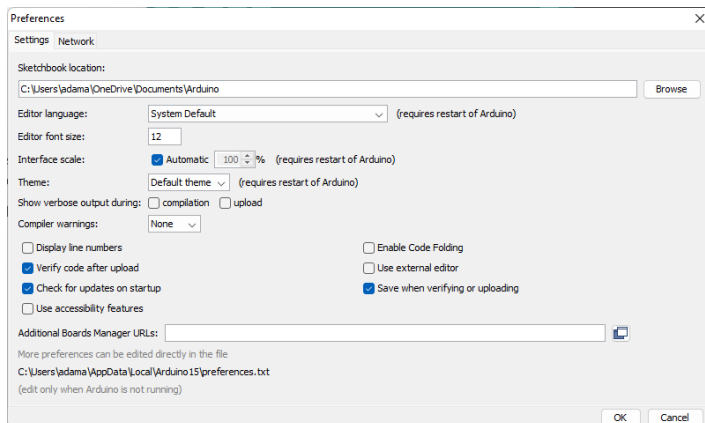 Preferences
Settings Network
Sketchbook location:
C:\Users\adama\OneDrive\Documents\Arduino Browse
Editor language: System Default (requires restart of Arduino)
Editor font size: 12
Interface scale: Automatic 100 % (requires restart of Arduino)
Theme: Default theme (requires restart of Arduino)
Show verbose output during: compilation upload
Compiler warnings: None
Display line numbers Enable Code Folding
Verify code after upload Use external editor
Check for updates on startup Save when verifying or uploading
Use accessibility features
Additional Boards Manager URLs:
More preferences can be edited directly in the file
C:\Users\adama\AppData\Local\Arduino15\preferences.txt
(edit only when Arduino is not running)
OK Cancel